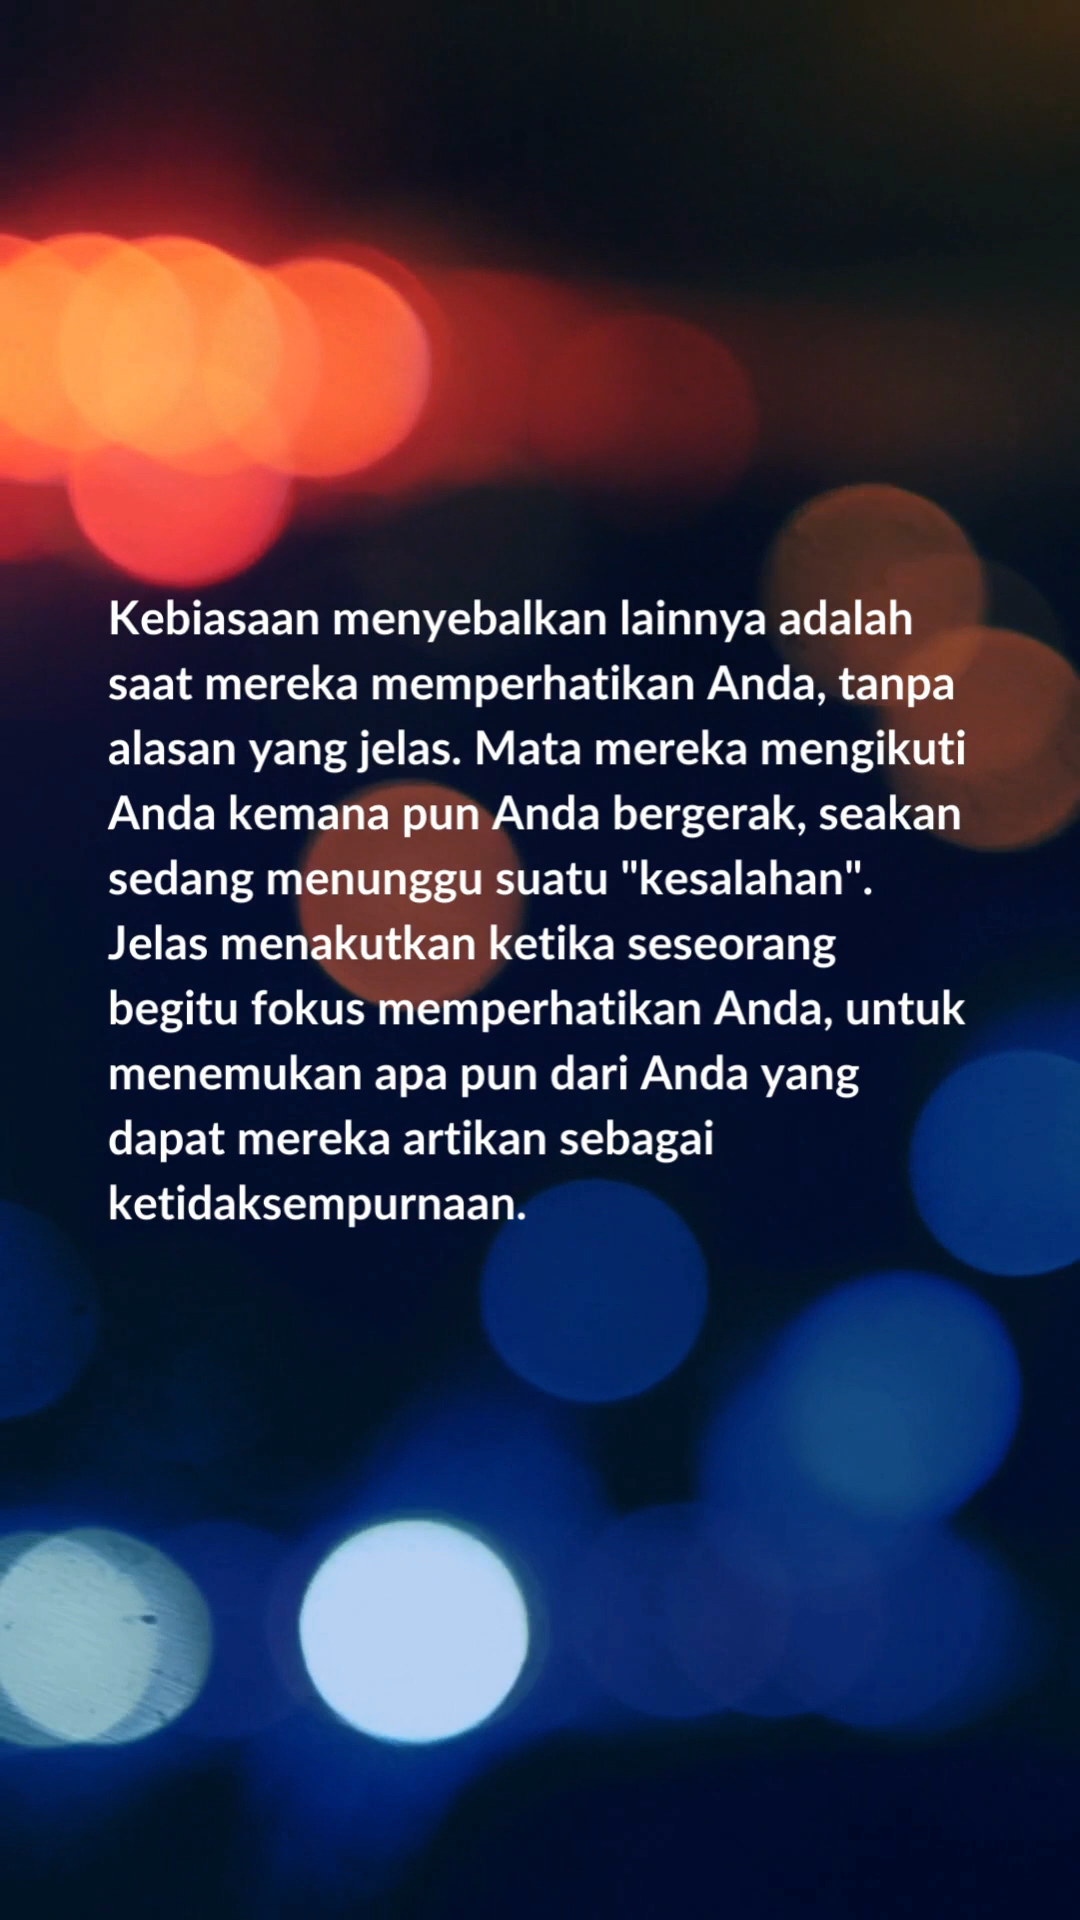 Kebiasaan menyebalkan lainnya adalah
saat mereka memperhatikan Anda, tanpa
alasan yang jelas. Mata mereka mengikuti
Anda kemana pun Anda bergerak, seakan
sedang menunggu suatu "kesalahan".
Jelas menakutkan ketika seseorang
begitu fokus memperhatikan Anda, untuk
menemukan apa pun dari Anda yang
dapat mereka artikan sebagai
ketidaksempurnaan.